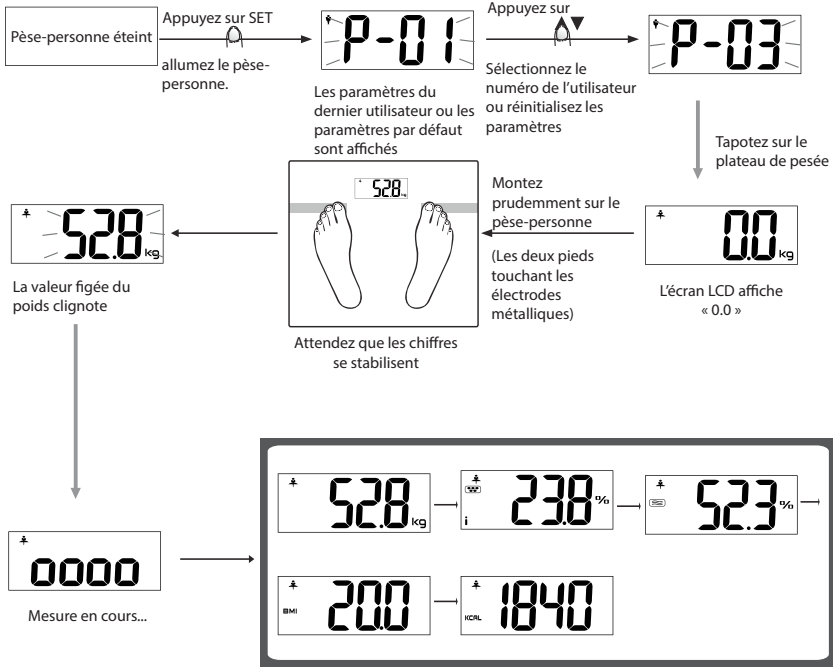 Pèse-personne éteint
Appuyez sur SET
allumez le pèse-
personne.
P-01
Les paramètres du
dernier utilisateur ou les
paramètres par défaut
sont affichés
Appuyez sur
Sélectionnez le
numéro de l'utilisateur
ou réinitialisez les
paramètres
P-03
Tapotez sur le
plateau de pesée
0.0 kg
L'écran LCD affiche
« 0.0 »
Montez
prudemment sur le
pèse-personne
(Les deux pieds
touchant les
électrodes
métalliques)
52.8
Attendez que les chiffres
se stabilisent
52.8 kg
La valeur figée du
poids clignote
0000
Mesure en cours...
52.8 kg
i 23.8 %
52.3 %
BMI 20.0
KCAL 1840